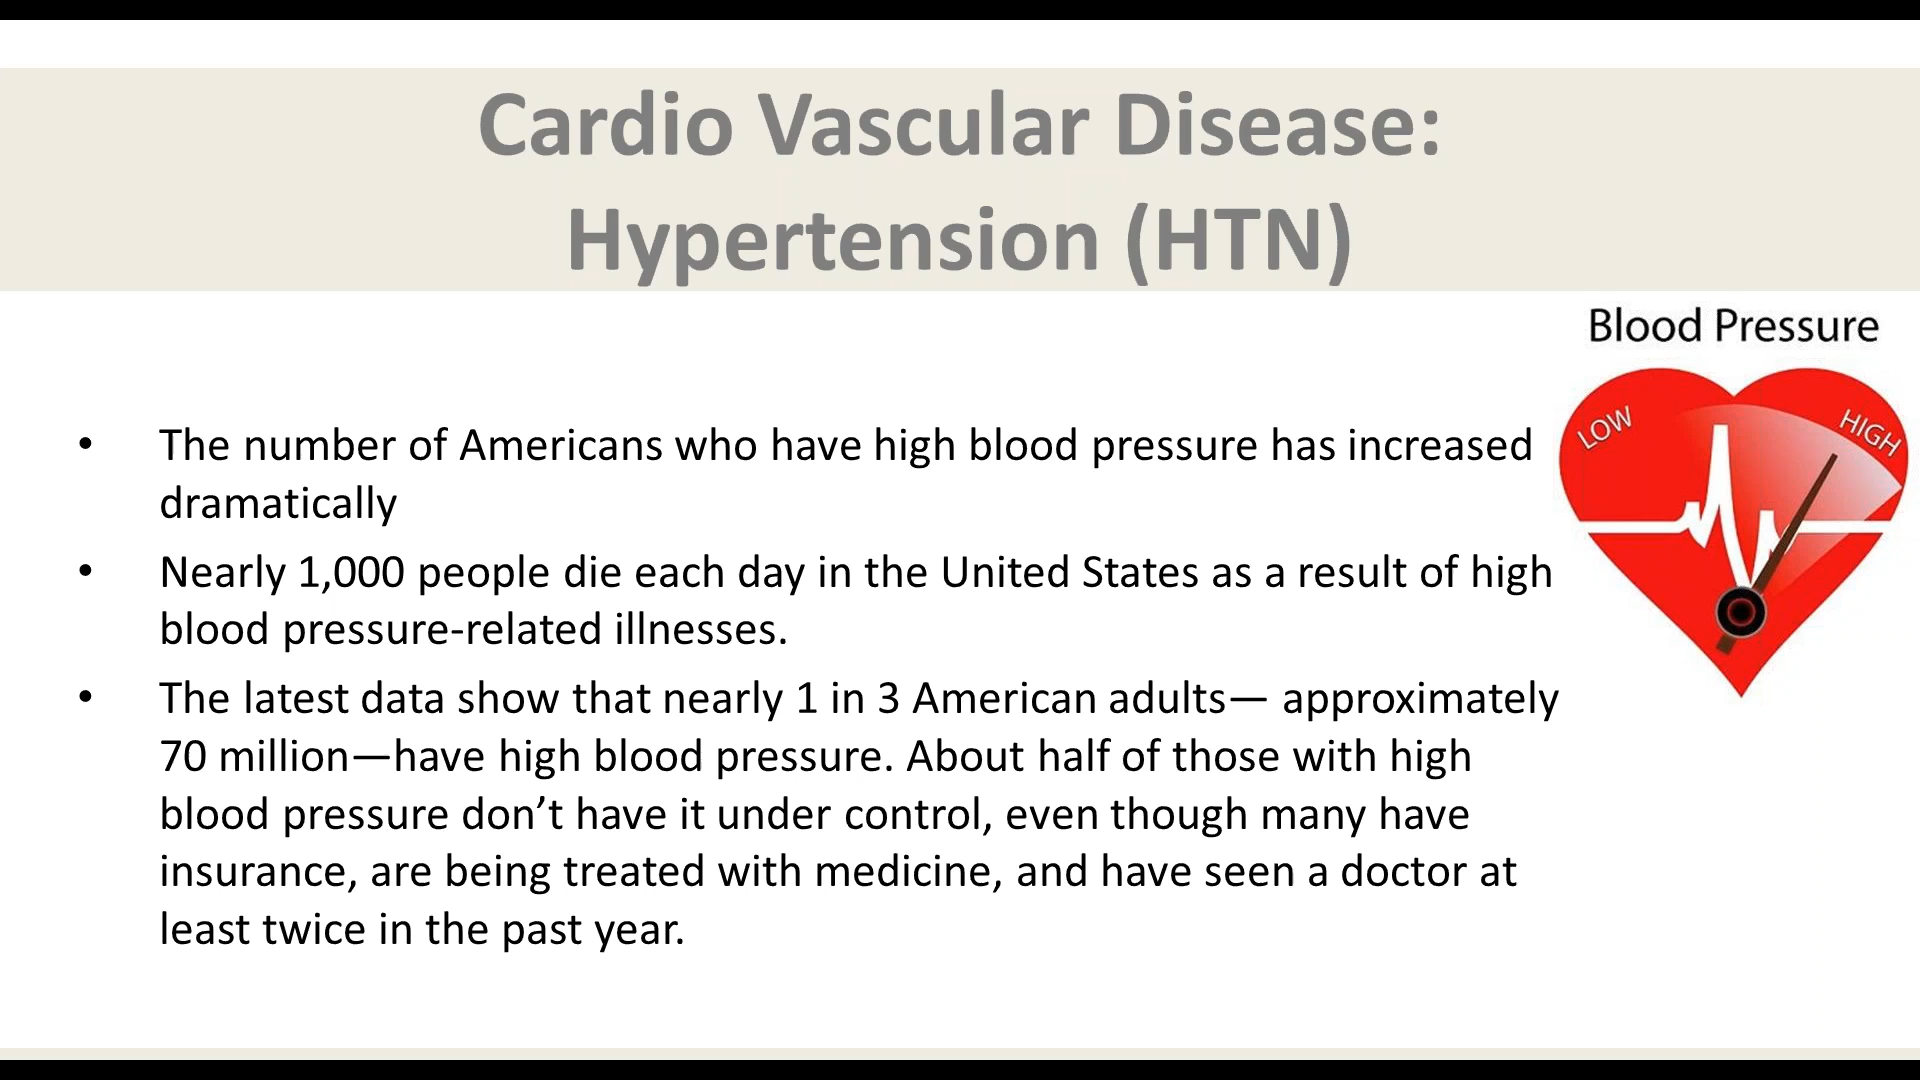 Cardio Vascular Disease:
Hypertension (HTN)
Blood Pressure
LOW
HIGH
• The number of Americans who have high blood pressure has increased
dramatically
• Nearly 1,000 people die each day in the United States as a result of high
blood pressure-related illnesses.
• The latest data show that nearly 1 in 3 American adults— approximately
70 million—have high blood pressure. About half of those with high
blood pressure don’t have it under control, even though many have
insurance, are being treated with medicine, and have seen a doctor at
least twice in the past year.